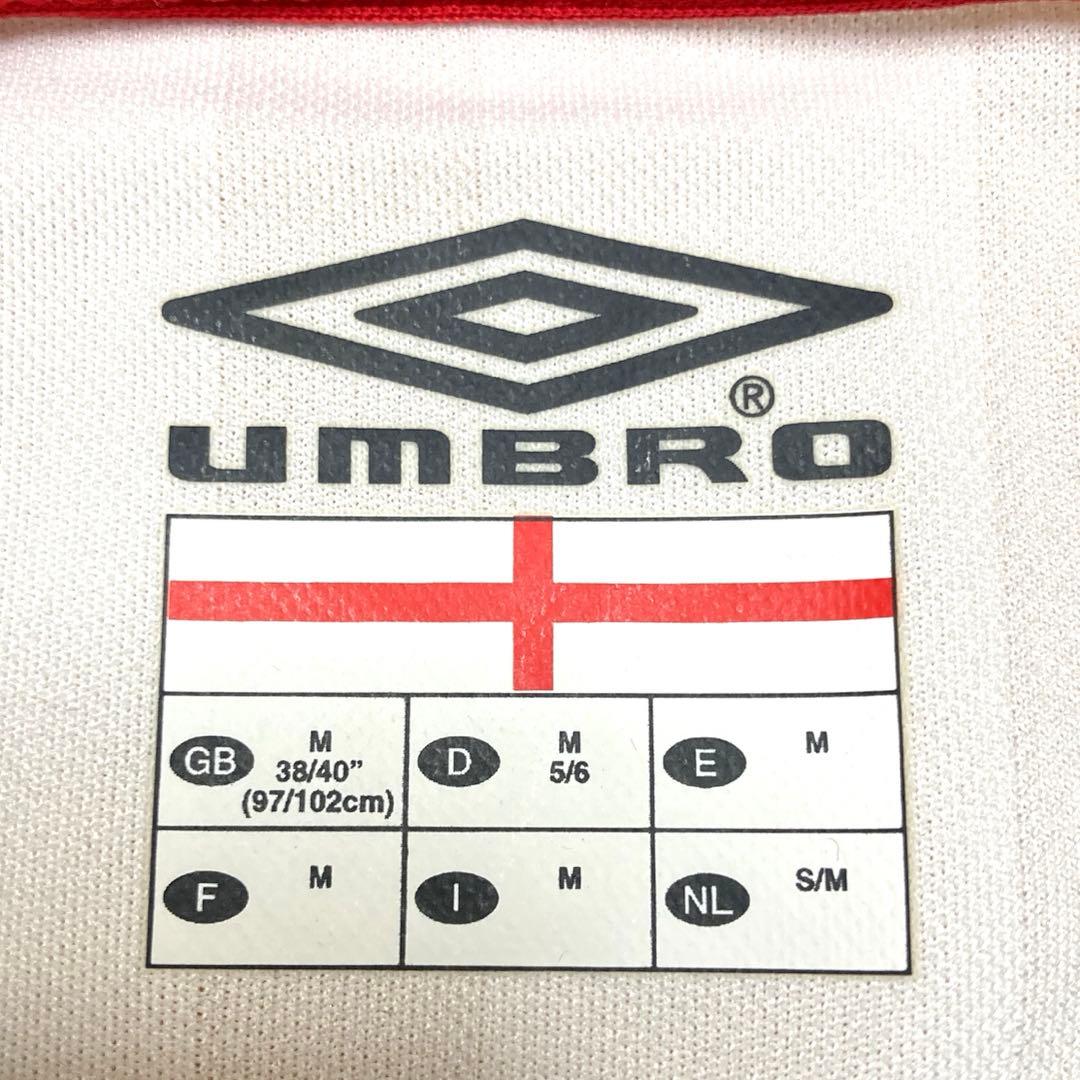 ®
UMBRO
GB M
38/40"
(97/102cm)
D M
5/6
E M
F M
I M
NL S/M